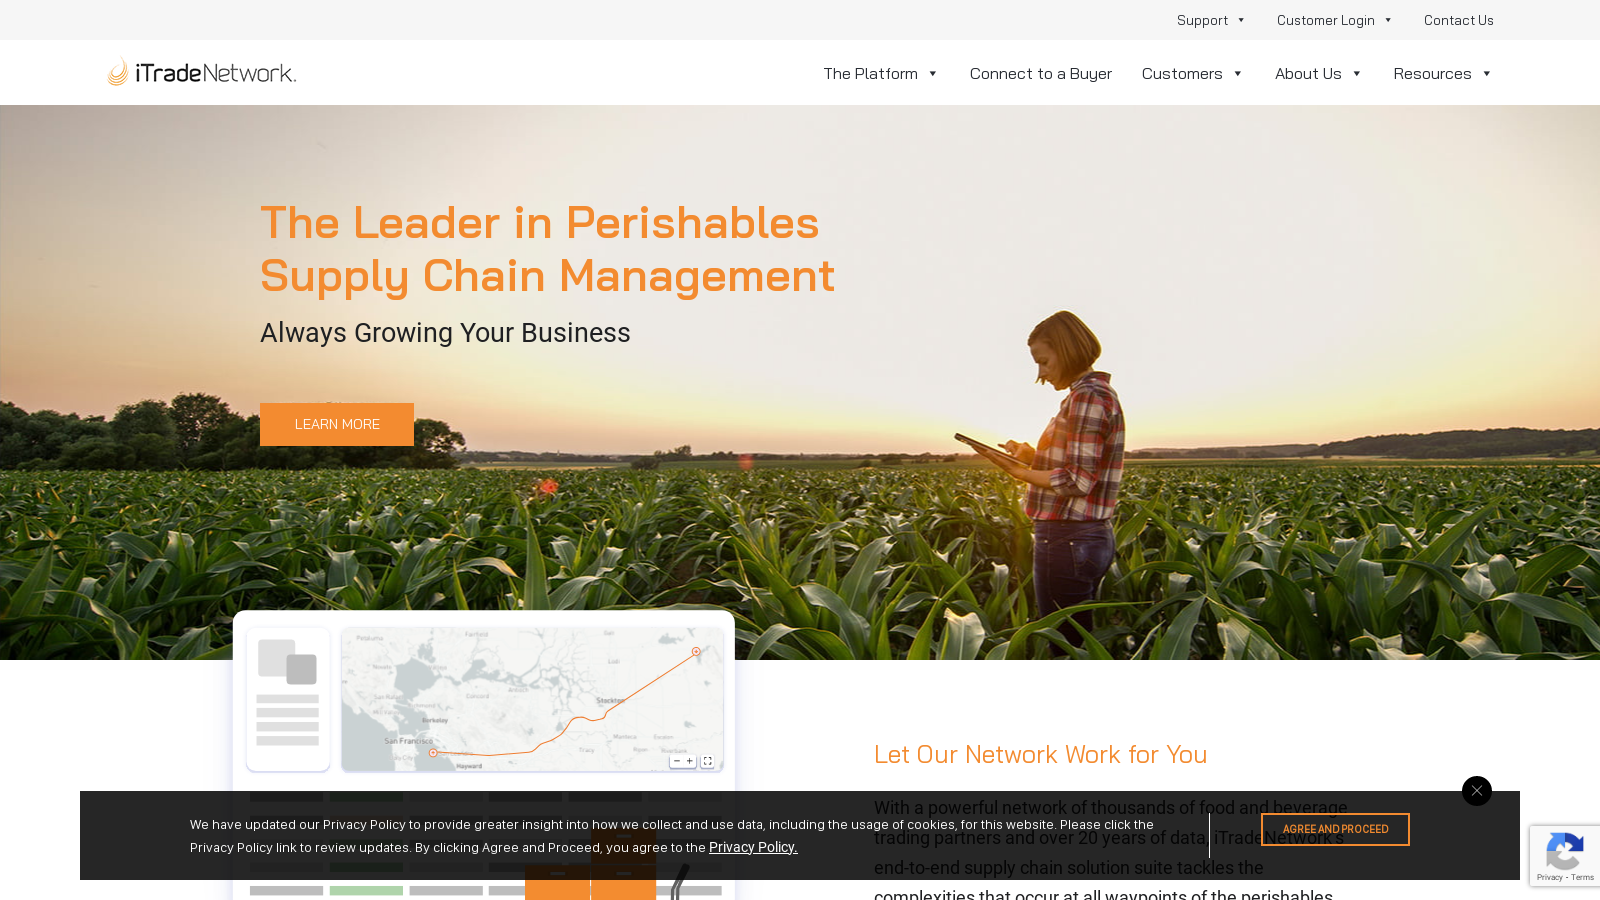 Support
Customer Login
Contact Us
iTradeNetwork.
The Platform
Connect to a Buyer
Customers
About Us
Resources
The Leader in Perishables
Supply Chain Management
Always Growing Your Business
LEARN MORE
Fairfield
Lodi
Concord
Antioch
Stockton
Berkeley
San Francisco
Tracy
Manteca
Hayward
Let Our Network Work for You
With a powerful network of thousands of food and beverage
trading partners and over 20 years of data, iTradeNetwork's
end-to-end supply chain solution suite tackles the
complexities that occur at all waypoints of the perishables
We have updated our Privacy Policy to provide greater insight into how we collect and use data, including the usage of cookies, for this website. Please click the
Privacy Policy link to review updates. By clicking Agree and Proceed, you agree to the Privacy Policy.
AGREE AND PROCEED
Privacy - Terms